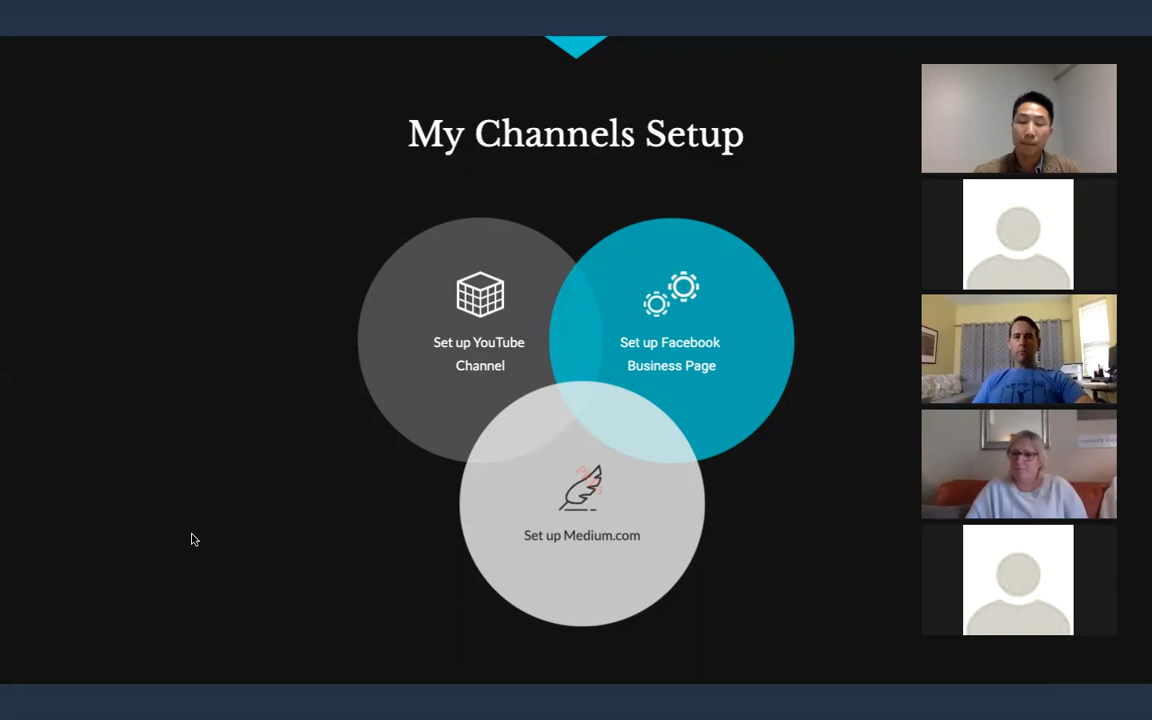 My Channels Setup
Set up YouTube
Channel
Set up Facebook
Business Page
Set up Medium.com